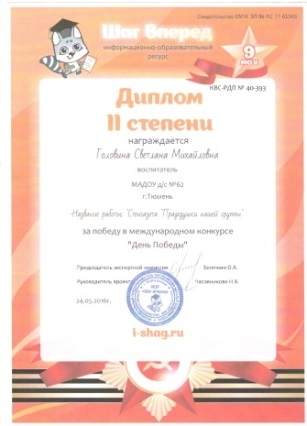 Шаг Вперед
информационно-образовательный
ресурс
9
мая
КВС-РДП № 40-393
Диплом
II степени
награждается
Головина Светлана Михайловна
воспитатель
МАДОУ д/с №62
г.Тюмень
Название работы: "Стенгазета "Прадедушки нашей группы"
за победу в международном конкурсе
"День Победы"
Председатель экспертной комиссии
О.А.
Руководитель проекта
Часовникова Н.В.
24.05.2016г.
i-shag.ru